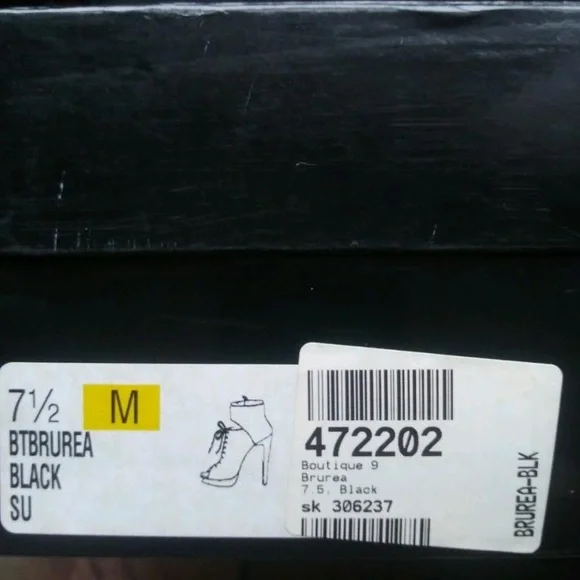 7½ M
BTBRUREA
BLACK
SU
472202
Boutique 9
Brurea
7.5, Black
sk 306237
BRUREA-BLK